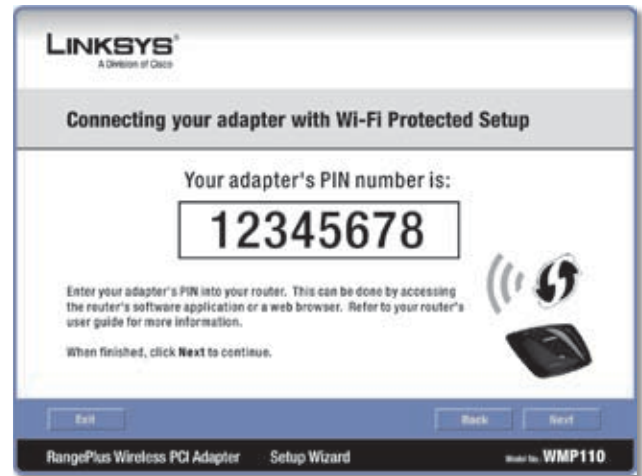 LINKSYS®
A Division of Cisco
Connecting your adapter with Wi-Fi Protected Setup
Your adapter's PIN number is:
12345678
Enter your adapter's PIN into your router. This can be done by accessing
the router's software application or a web browser. Refer to your router's
user guide for more information.
When finished, click Next to continue.
Exit
Back
Next
RangePlus Wireless PCI Adapter Setup Wizard
Model No. WMP110